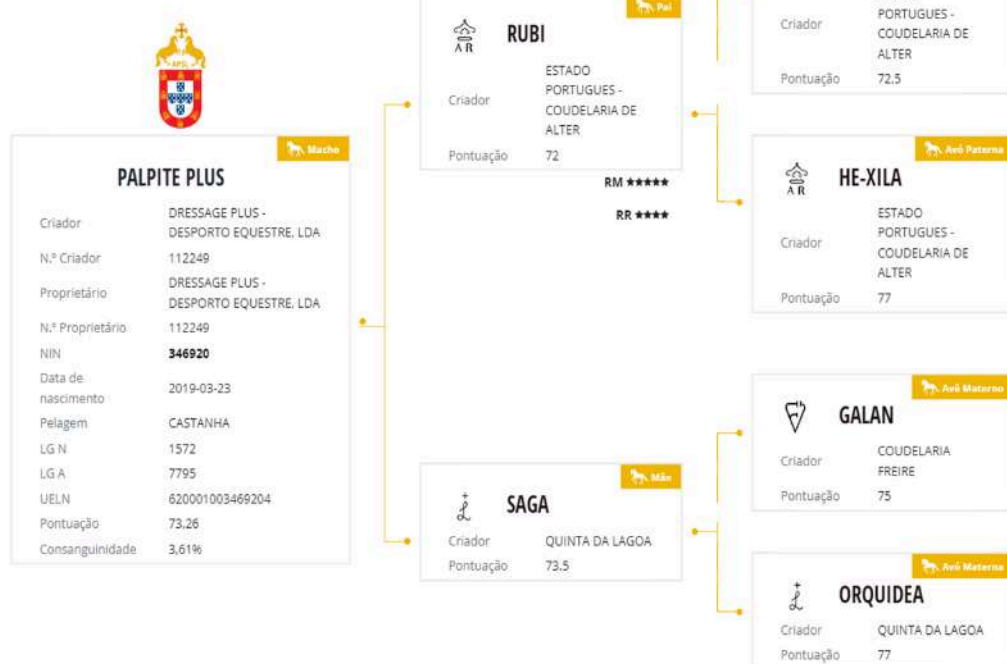 APSL
Macho
PALPITE PLUS
Criador DRESSAGE PLUS -
DESPORTO EQUESTRE, LDA
N.º Criador 112249
Proprietário DRESSAGE PLUS -
DESPORTO EQUESTRE, LDA
N.º Proprietário 112249
NIN 346920
Data de
nascimento 2019-03-23
Pelagem CASTANHA
LG N 1572
LG A 7795
UELN 620001003469204
Pontuação 73,26
Consanguinidade 3,61%
Pai
A R
RUBI
Criador ESTADO
PORTUGUES -
COUDELARIA DE
ALTER
Pontuação 72
RM ★★★★★
RR ★★★★
Mãe
SAGA
Criador QUINTA DA LAGOA
Pontuação 73.5
Criador PORTUGUES -
COUDELARIA DE
ALTER
Pontuação 72.5
Avó Paterna
A R
HE-XILA
Criador ESTADO
PORTUGUES -
COUDELARIA DE
ALTER
Pontuação 77
Avô Materno
GALAN
Criador COUDELARIA
FREIRE
Pontuação 75
Avó Materna
ORQUIDEA
Criador QUINTA DA LAGOA
Pontuação 77